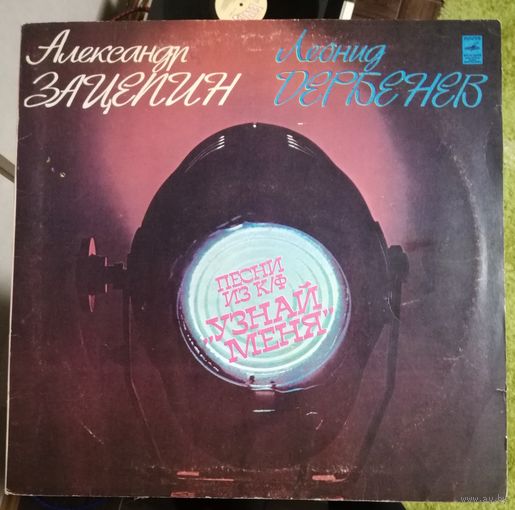 Александр
ЗАЦЕПИН
Леонид
ДЕРБЕНЕВ
ПЕСНИ
ИЗ К/Ф
"УЗНАЙ
МЕНЯ"